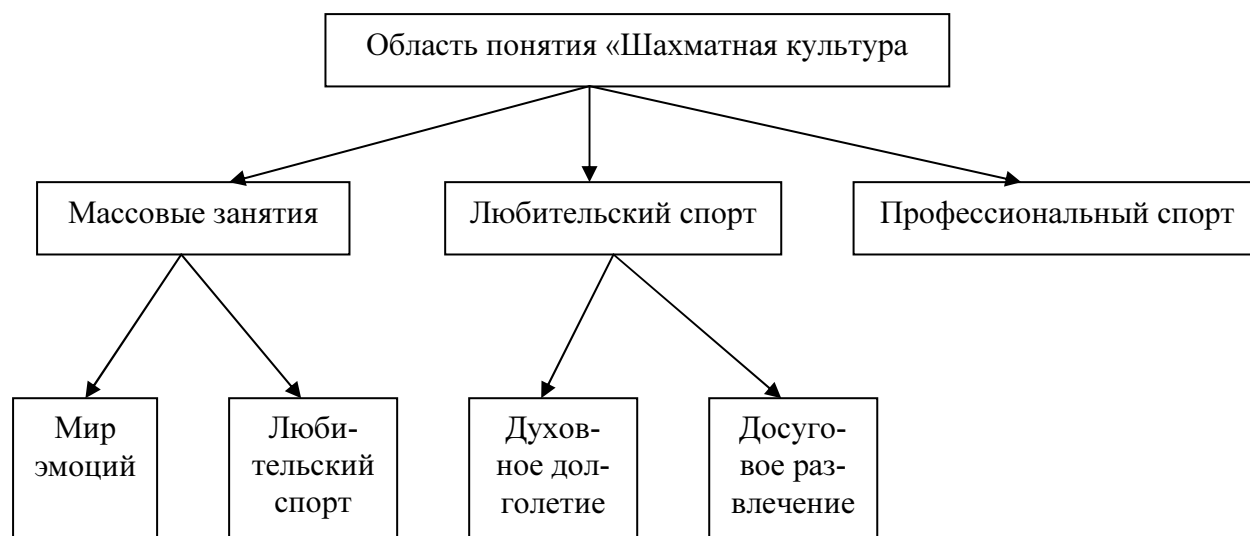 Область понятия «Шахматная культура
Массовые занятия
Любительский спорт
Профессиональный спорт
Мир
эмоций
Люби-
тельский
спорт
Духов-
ное дол-
голетие
Досуго-
вое раз-
влечение